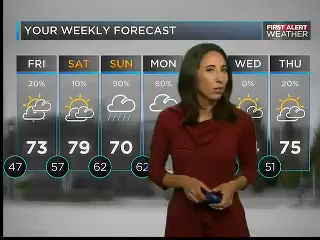 YOUR WEEKLY FORECAST
FIRST ALERT
WEATHER
FRI SAT SUN MON WED THU
20% 10% 90% 60% 0% 20%
73 79 70 75
47 57 62 62 51